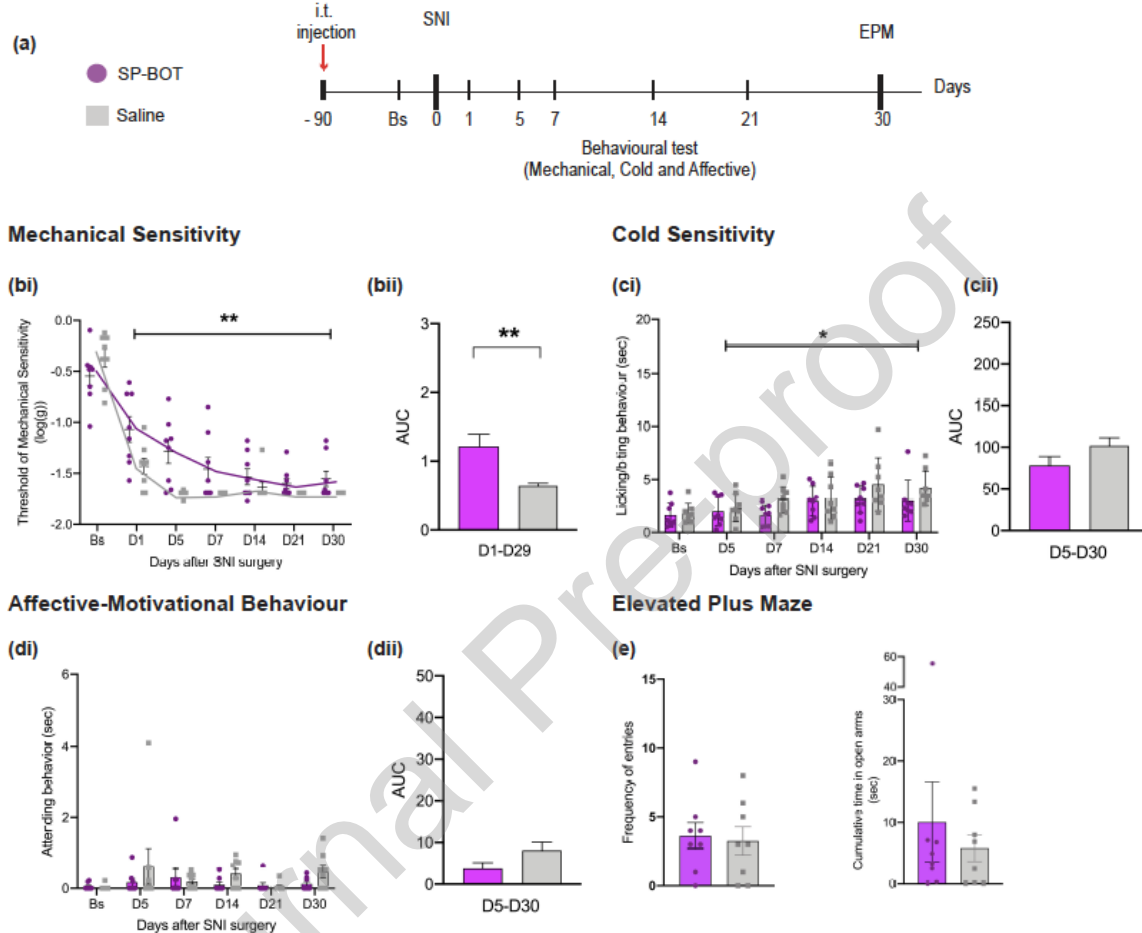 (a)
SP-BOT
Saline
i.t.
injection
SNI
EPM
Days
- 90 Bs 0 1 5 7 14 21 30
Behavioural test
(Mechanical, Cold and Affective)
Mechanical Sensitivity
Cold Sensitivity
(bi)
Threshold of Mechanical Sensitivity
(log(g))
0.0
-0.5
-1.0
-1.5
-2.0
**
Bs D1 D5 D7 D14 D21 D30
Days after SNI surgery
(bii)
AUC
3
2
1
0
**
D1-D29
(ci)
Licking/biting behaviour (sec)
20
15
10
5
0
*
Bs D5 D7 D14 D21 D30
Days after SNI surgery
(cii)
AUC
250
200
150
100
50
0
D5-D30
Affective-Motivational Behaviour
Elevated Plus Maze
(di)
Attending behavior (sec)
6
4
2
0
Bs D5 D7 D14 D21 D30
Days after SNI surgery
(dii)
AUC
50
40
30
20
10
0
D5-D30
(e)
Frequency of entries
15
10
5
0
Cumulative time in open arms
(sec)
60
40
30
20
10
0
rnal Pre-proof